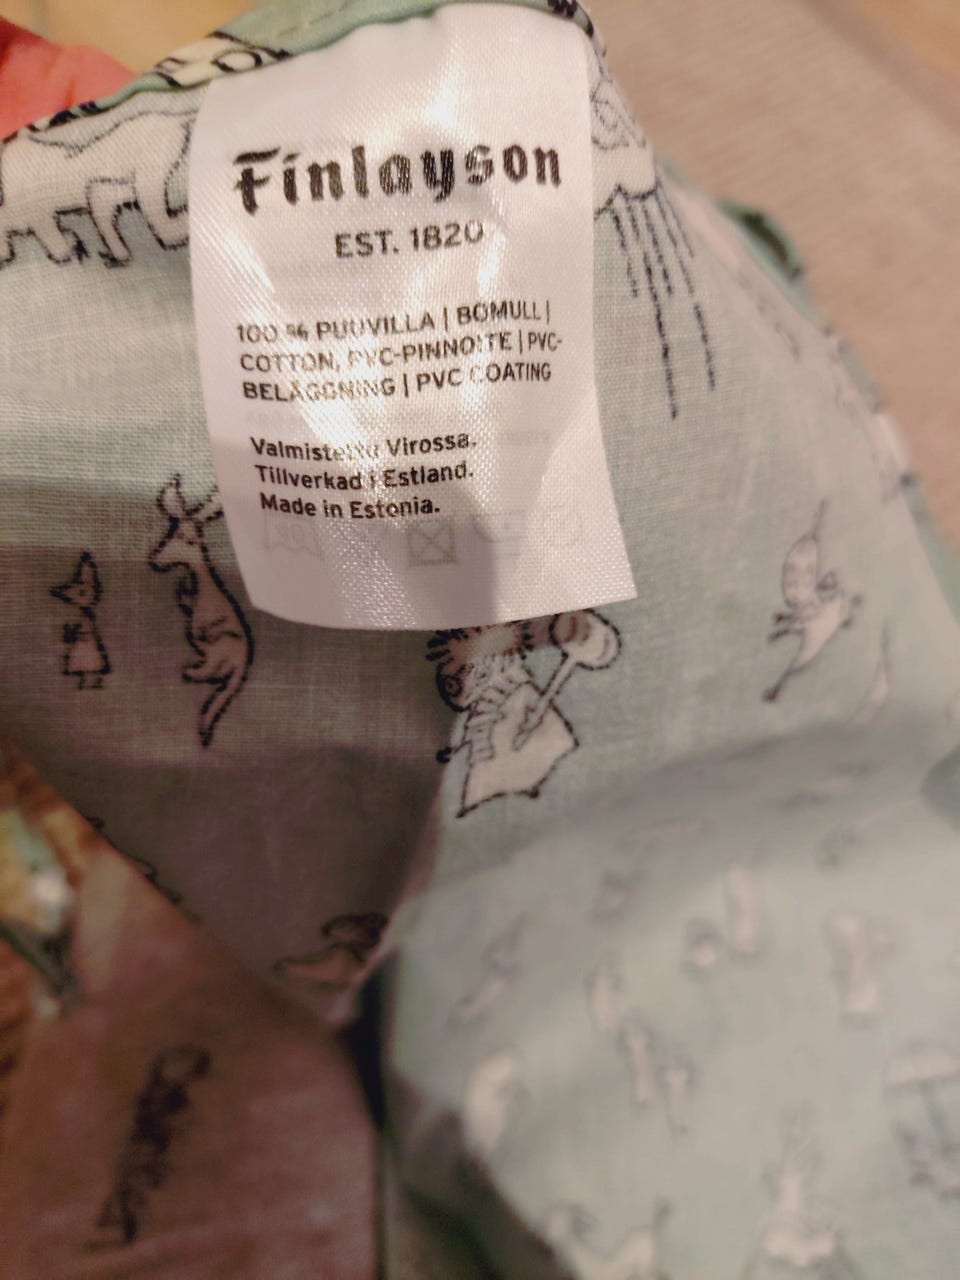 Finlayson
EST. 1820
100 % PUUVILLA | BOMULL |
COTTON, PVC-PINNOITE | PVC-
BELÄGGNING | PVC COATING
Valmistettu Virossa.
Tillverkad i Estland.
Made in Estonia.